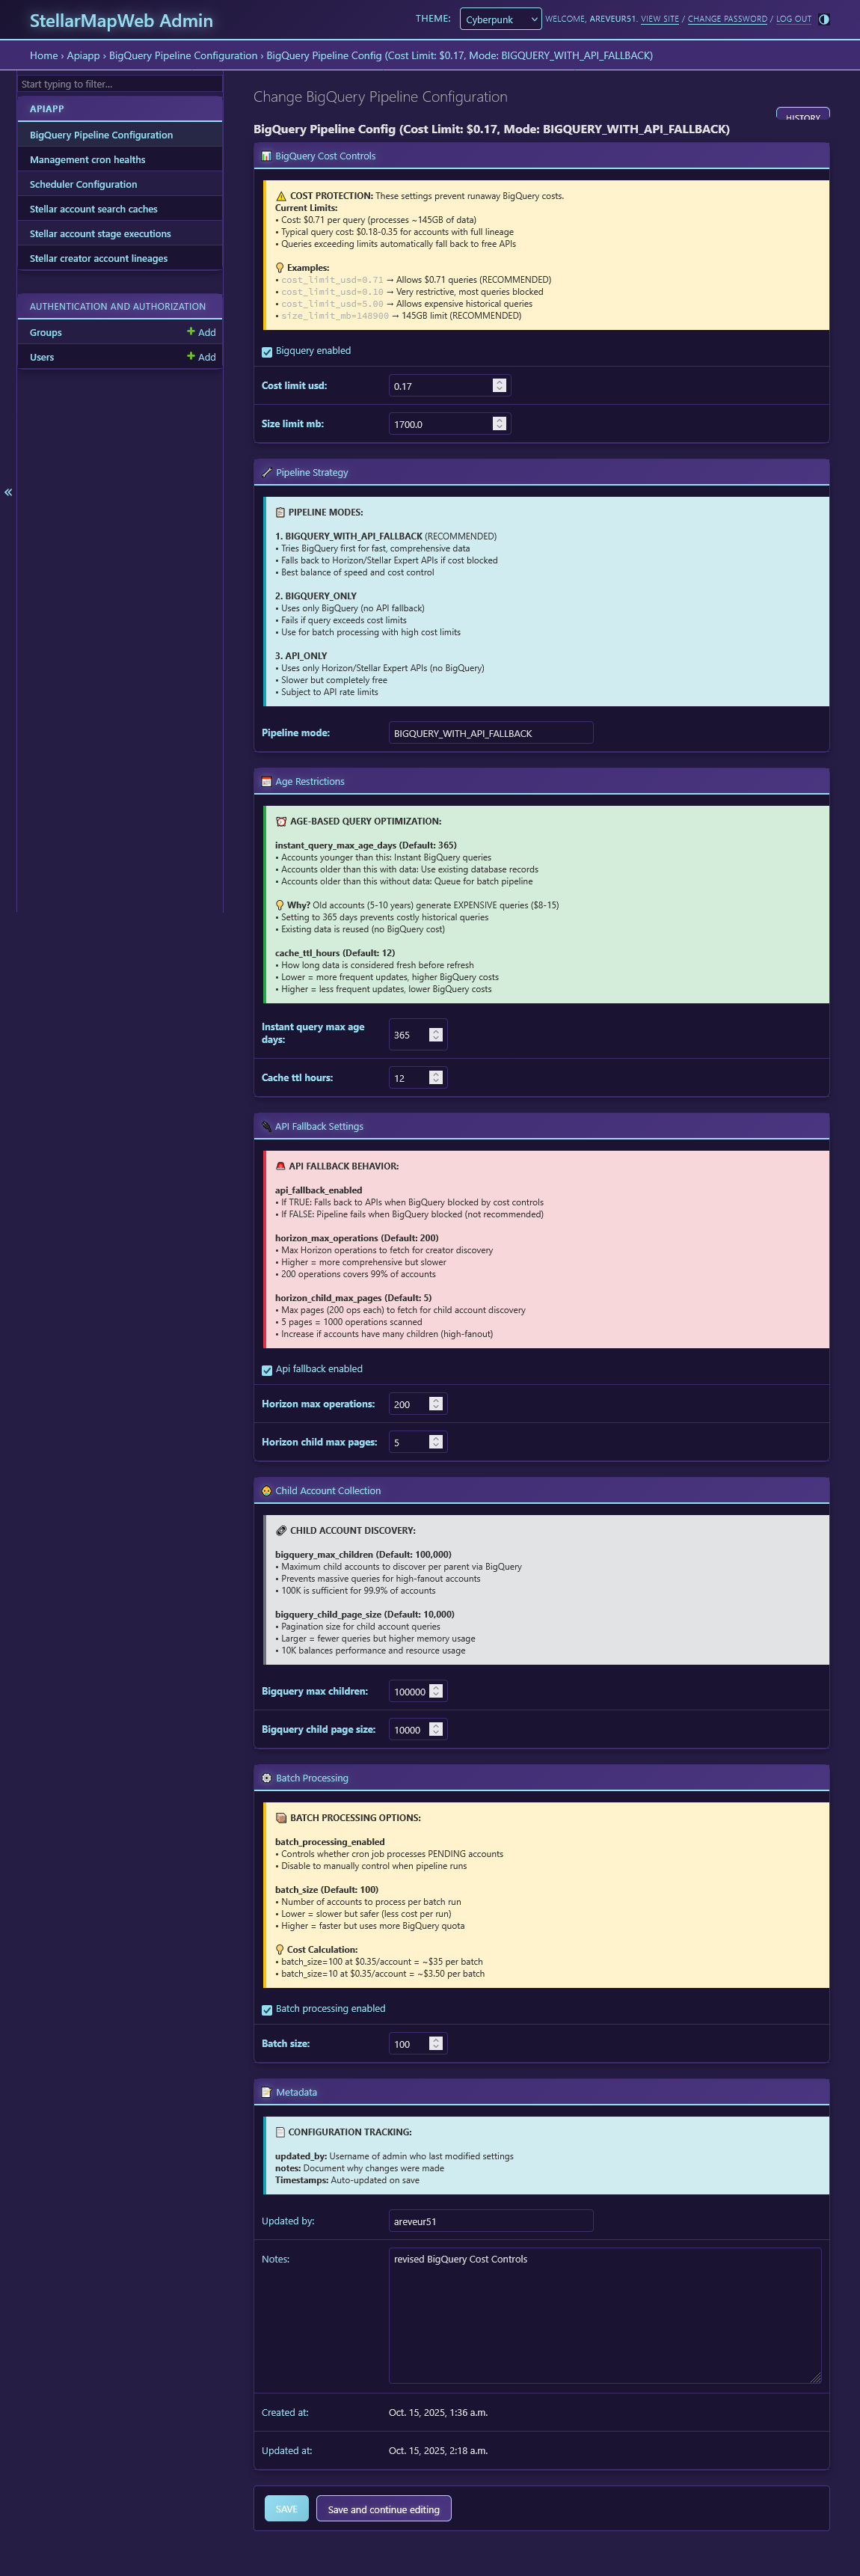 StellarMapWeb Admin
THEME: Cyberpunk WELCOME, AREVEUR51. VIEW SITE / CHANGE PASSWORD / LOG OUT
Home › Apiapp › BigQuery Pipeline Configuration › BigQuery Pipeline Config (Cost Limit: $0.17, Mode: BIGQUERY_WITH_API_FALLBACK)
Start typing to filter...
APIAPP
BigQuery Pipeline Configuration
Management cron healths
Scheduler Configuration
Stellar account search caches
Stellar account stage executions
Stellar creator account lineages
AUTHENTICATION AND AUTHORIZATION
Groups + Add
Users + Add
«
Change BigQuery Pipeline Configuration
HISTORY
BigQuery Pipeline Config (Cost Limit: $0.17, Mode: BIGQUERY_WITH_API_FALLBACK)
📊 BigQuery Cost Controls
⚠️ COST PROTECTION: These settings prevent runaway BigQuery costs.
Current Limits:
• Cost: $0.71 per query (processes ~145GB of data)
• Typical query cost: $0.18-0.35 for accounts with full lineage
• Queries exceeding limits automatically fall back to free APIs
💡 Examples:
• cost_limit_usd=0.71 → Allows $0.71 queries (RECOMMENDED)
• cost_limit_usd=0.10 → Very restrictive, most queries blocked
• cost_limit_usd=5.00 → Allows expensive historical queries
• size_limit_mb=148900 → 145GB limit (RECOMMENDED)
Bigquery enabled
Cost limit usd: 0.17
Size limit mb: 1700.0
Pipeline Strategy
📋 PIPELINE MODES:
1. BIGQUERY_WITH_API_FALLBACK (RECOMMENDED)
• Tries BigQuery first for fast, comprehensive data
• Falls back to Horizon/Stellar Expert APIs if cost blocked
• Best balance of speed and cost control
2. BIGQUERY_ONLY
• Uses only BigQuery (no API fallback)
• Fails if query exceeds cost limits
• Use for batch processing with high cost limits
3. API_ONLY
• Uses only Horizon/Stellar Expert APIs (no BigQuery)
• Slower but completely free
• Subject to API rate limits
Pipeline mode: BIGQUERY_WITH_API_FALLBACK
Age Restrictions
⏰ AGE-BASED QUERY OPTIMIZATION:
instant_query_max_age_days (Default: 365)
• Accounts younger than this: Instant BigQuery queries
• Accounts older than this with data: Use existing database records
• Accounts older than this without data: Queue for batch pipeline
💡 Why? Old accounts (5-10 years) generate EXPENSIVE queries ($8-15)
• Setting to 365 days prevents costly historical queries
• Existing data is reused (no BigQuery cost)
cache_ttl_hours (Default: 12)
• How long data is considered fresh before refresh
• Lower = more frequent updates, higher BigQuery costs
• Higher = less frequent updates, lower BigQuery costs
Instant query max age
days: 365
Cache ttl hours: 12
API Fallback Settings
🚨 API FALLBACK BEHAVIOR:
api_fallback_enabled
• If TRUE: Falls back to APIs when BigQuery blocked by cost controls
• If FALSE: Pipeline fails when BigQuery blocked (not recommended)
horizon_max_operations (Default: 200)
• Max Horizon operations to fetch for creator discovery
• Higher = more comprehensive but slower
• 200 operations covers 99% of accounts
horizon_child_max_pages (Default: 5)
• Max pages (200 ops each) to fetch for child account discovery
• 5 pages = 1000 operations scanned
• Increase if accounts have many children (high-fanout)
Api fallback enabled
Horizon max operations: 200
Horizon child max pages: 5
Child Account Collection
CHILD ACCOUNT DISCOVERY:
bigquery_max_children (Default: 100,000)
• Maximum child accounts to discover per parent via BigQuery
• Prevents massive queries for high-fanout accounts
• 100K is sufficient for 99.9% of accounts
bigquery_child_page_size (Default: 10,000)
• Pagination size for child account queries
• Larger = fewer queries but higher memory usage
• 10K balances performance and resource usage
Bigquery max children: 100000
Bigquery child page size: 10000
Batch Processing
BATCH PROCESSING OPTIONS:
batch_processing_enabled
• Controls whether cron job processes PENDING accounts
• Disable to manually control when pipeline runs
batch_size (Default: 100)
• Number of accounts to process per batch run
• Lower = slower but safer (less cost per run)
• Higher = faster but uses more BigQuery quota
💡 Cost Calculation:
• batch_size=100 at $0.35/account = ~$35 per batch
• batch_size=10 at $0.35/account = ~$3.50 per batch
Batch processing enabled
Batch size: 100
Metadata
CONFIGURATION TRACKING:
updated_by: Username of admin who last modified settings
notes: Document why changes were made
Timestamps: Auto-updated on save
Updated by: areveur51
Notes: revised BigQuery Cost Controls
Created at: Oct. 15, 2025, 1:36 a.m.
Updated at: Oct. 15, 2025, 2:18 a.m.
SAVE Save and continue editing